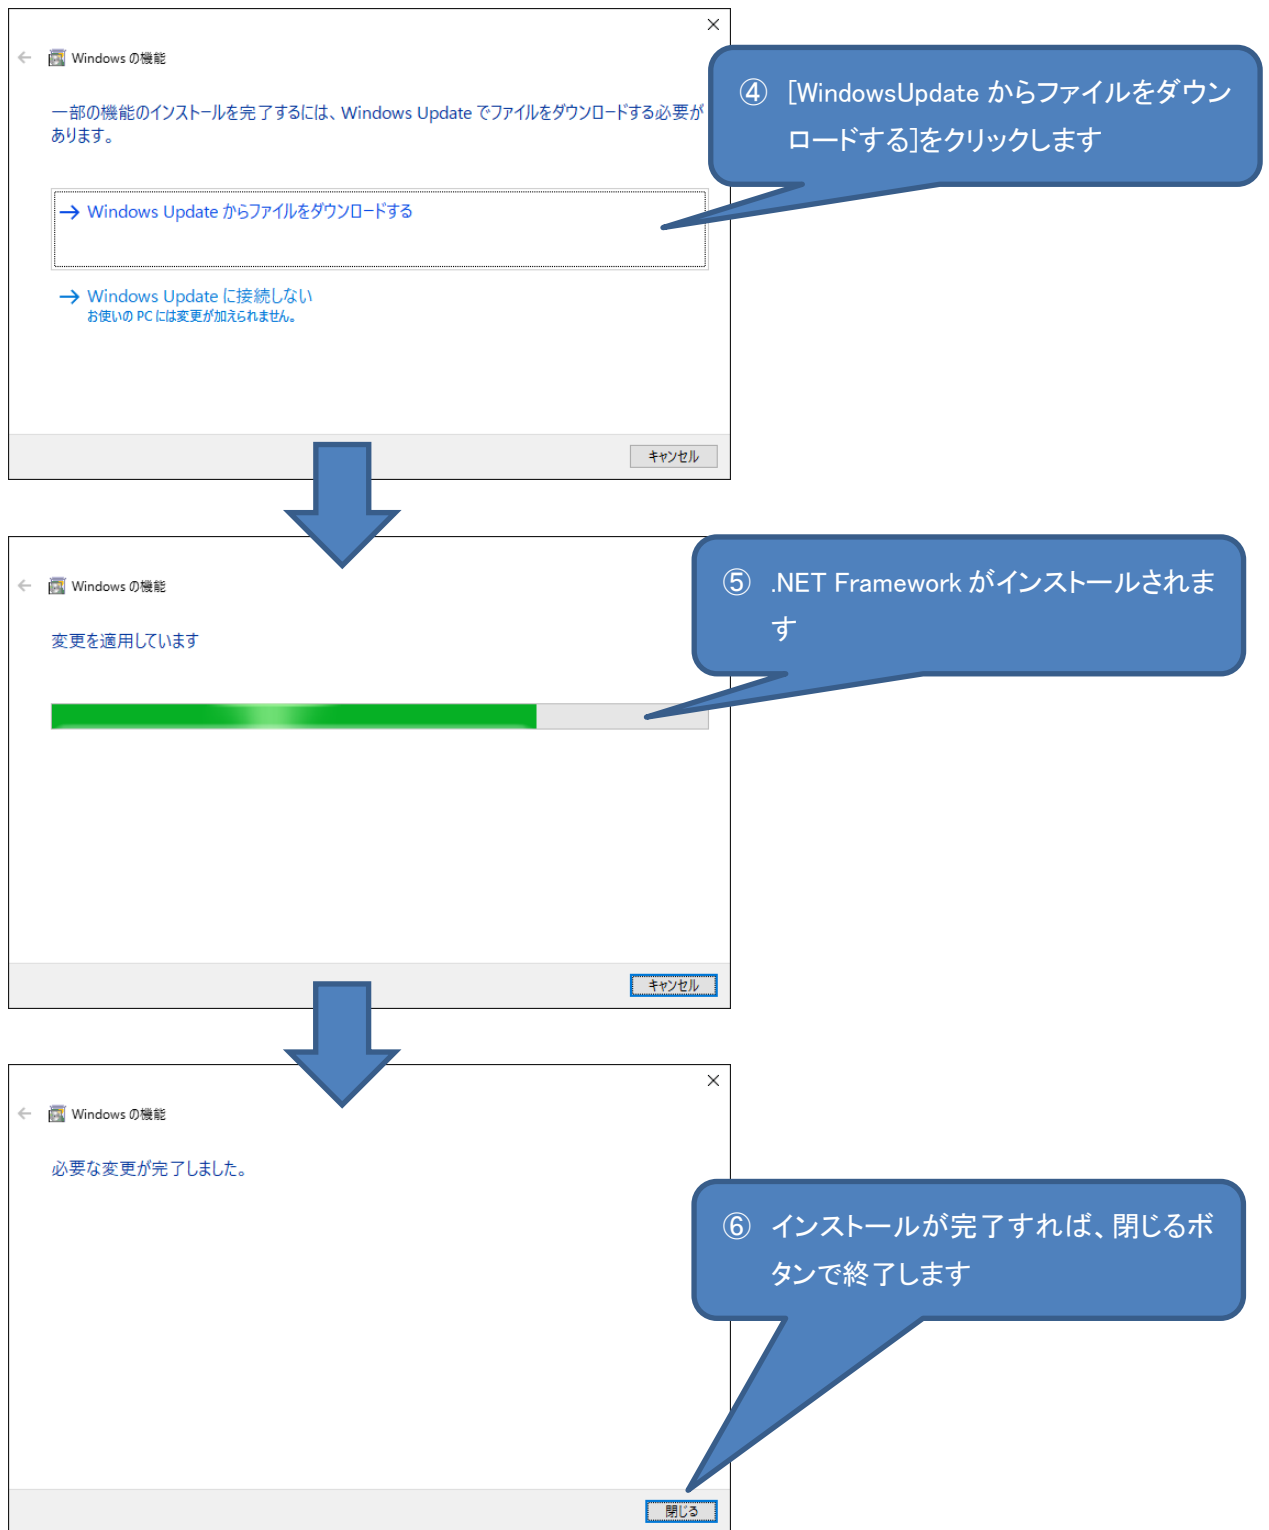 Windows の機能
一部の機能のインストールを完了するには、Windows Update でファイルをダウンロードする必要が
あります。
④ [WindowsUpdate からファイルをダウン
ロードする]をクリックします
→ Windows Update からファイルをダウンロードする
→ Windows Update に接続しない
お使いの PC には変更が加えられません。
キャンセル
Windows の機能
変更を適用しています
⑤ .NET Framework がインストールされま
す
キャンセル
Windows の機能
必要な変更が完了しました。
⑥ インストールが完了すれば、閉じるボ
タンで終了します
閉じる